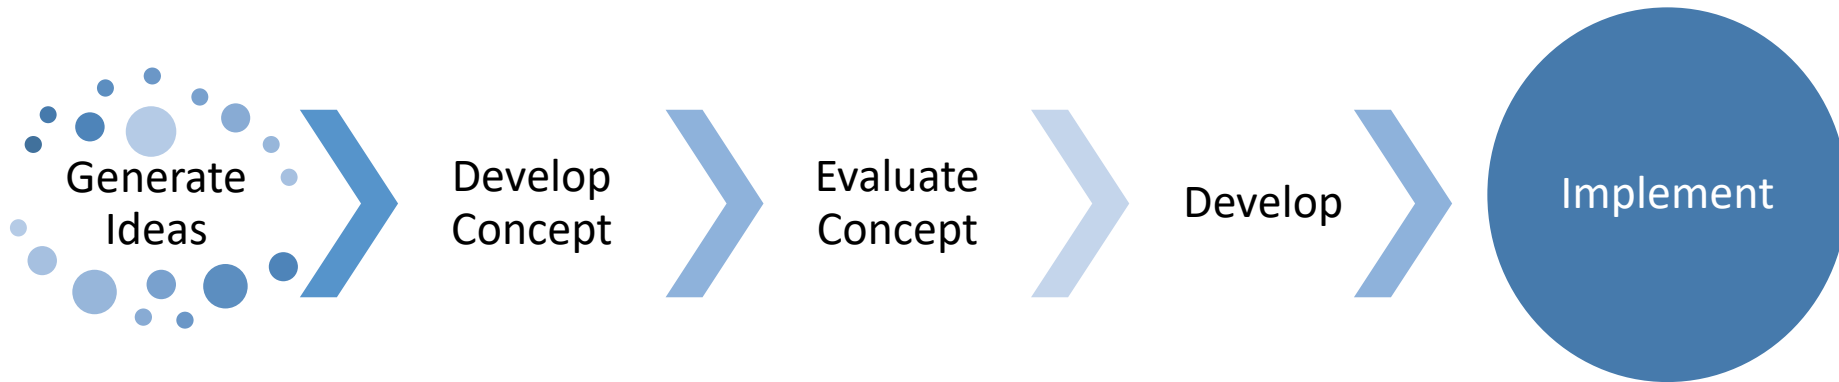 Generate
Ideas
Develop
Concept
Evaluate
Concept
Develop
Implement